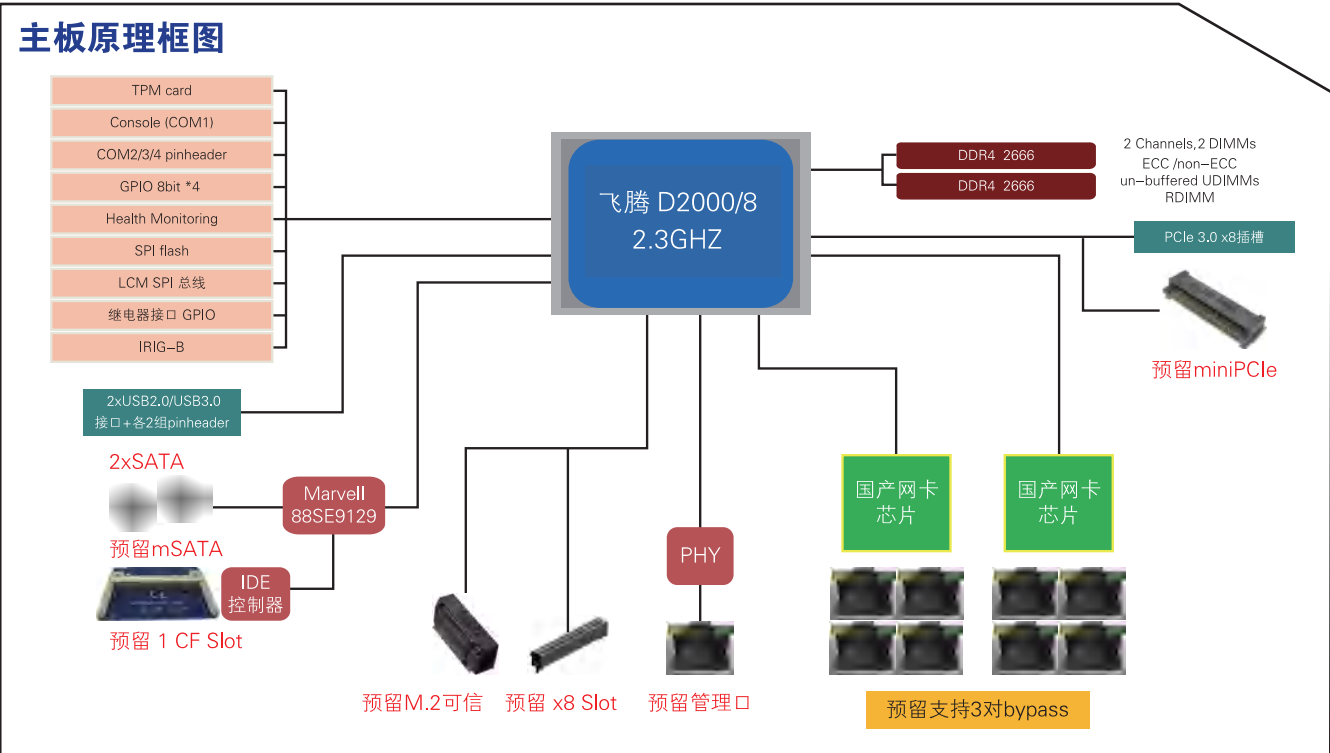 主板原理框图
TPM card
Console (COM1)
COM2/3/4 pinheader
GPIO 8bit *4
Health Monitoring
SPI flash
LCM SPI 总线
继电器接口 GPIO
IRIG-B
2xUSB2.0/USB3.0
接口+各2组pinheader
飞腾 D2000/8
2.3GHZ
DDR4 2666
DDR4 2666
2 Channels,2 DIMMs
ECC /non-ECC
un-buffered UDIMMs
RDIMM
PCIe 3.0 x8插槽
预留miniPCIe
2xSATA
Marvell
88SE9129
预留mSATA
IDE
控制器
预留 1 CF Slot
PHY
国产网卡
芯片
国产网卡
芯片
预留M.2可信
预留 x8 Slot
预留管理口
预留支持3对bypass